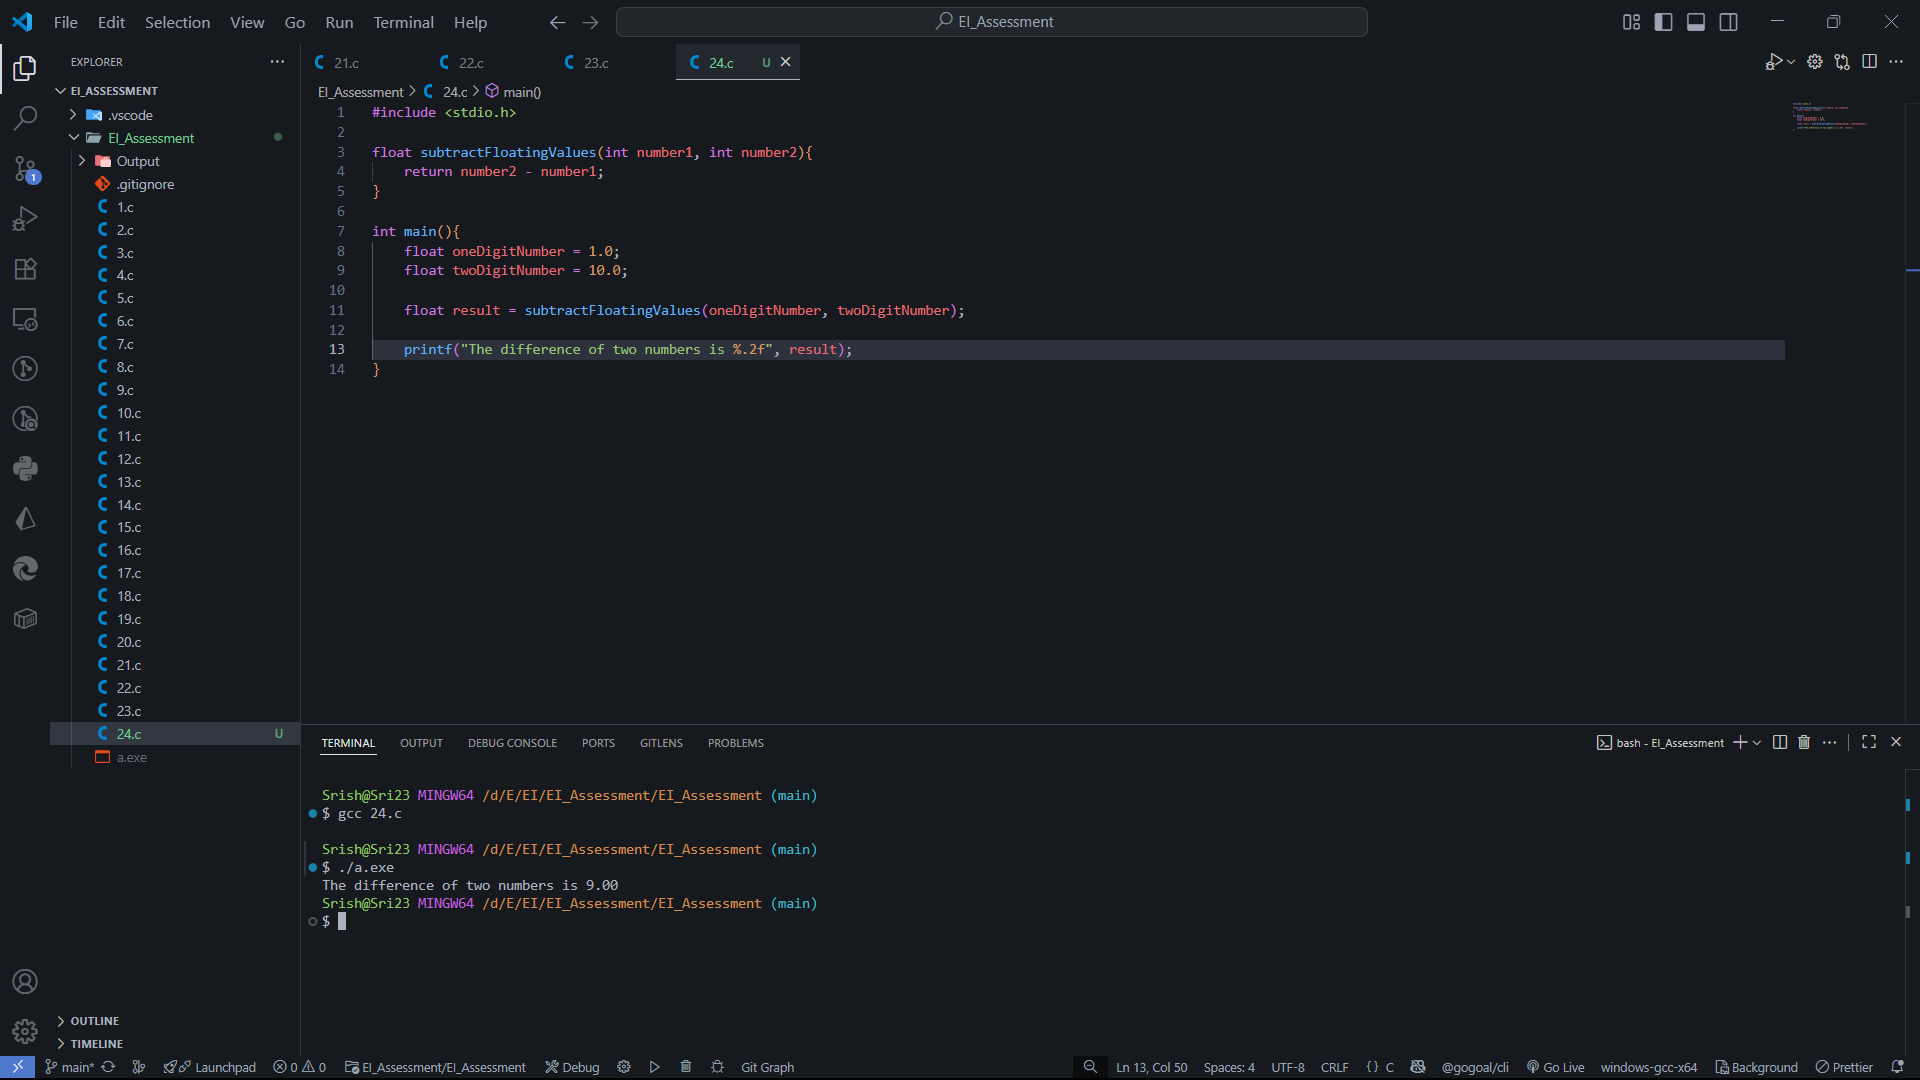 File Edit Selection View Go Run Terminal Help
EI_Assessment
EXPLORER
EI_ASSESSMENT
.vscode
EI_Assessment
Output
.gitignore
1.c
2.c
3.c
4.c
5.c
6.c
7.c
8.c
9.c
10.c
11.c
12.c
13.c
14.c
15.c
16.c
17.c
18.c
19.c
20.c
21.c
22.c
23.c
24.c U
a.exe
OUTLINE
TIMELINE
1
21.c 22.c 23.c 24.c U
EI_Assessment > 24.c > main()
1 #include <stdio.h>
2
3 float subtractFloatingValues(int number1, int number2){
4 return number2 - number1;
5 }
6
7 int main(){
8 float oneDigitNumber = 1.0;
9 float twoDigitNumber = 10.0;
10
11 float result = subtractFloatingValues(oneDigitNumber, twoDigitNumber);
12
13 printf("The difference of two numbers is %.2f", result);
14 }
TERMINAL OUTPUT DEBUG CONSOLE PORTS GITLENS PROBLEMS
bash - EI_Assessment
Srish@Sri23 MINGW64 /d/E/EI/EI_Assessment/EI_Assessment (main)
$ gcc 24.c
Srish@Sri23 MINGW64 /d/E/EI/EI_Assessment/EI_Assessment (main)
$ ./a.exe
The difference of two numbers is 9.00
Srish@Sri23 MINGW64 /d/E/EI/EI_Assessment/EI_Assessment (main)
$
main* Launchpad 0 0 EI_Assessment/EI_Assessment Debug Git Graph Ln 13, Col 50 Spaces: 4 UTF-8 CRLF {} C @gogoal/cli Go Live windows-gcc-x64 Background Prettier